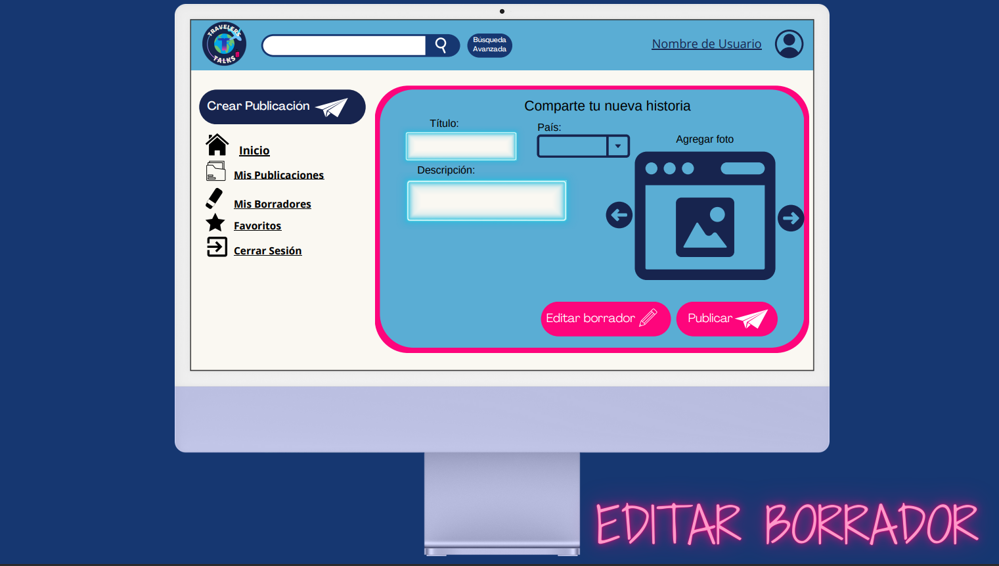 TRAVELERS
T
TALKS
Búsqueda
Avanzada
Nombre de Usuario
Crear Publicación
Inicio
Mis Publicaciones
Mis Borradores
Favoritos
Cerrar Sesión
Comparte tu nueva historia
Título:
País:
Agregar foto
Descripción:
Editar borrador
Publicar
EDITAR BORRADOR